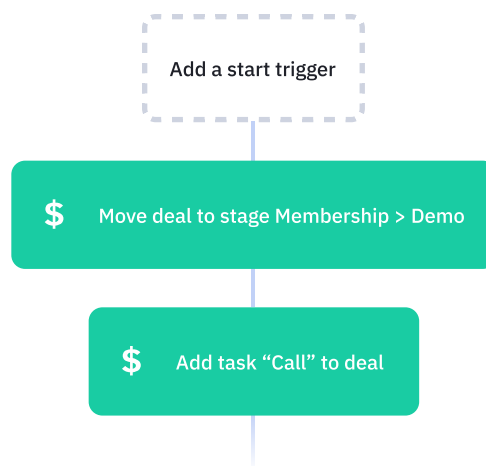 Add a start trigger
$ Move deal to stage Membership > Demo
$ Add task “Call” to deal